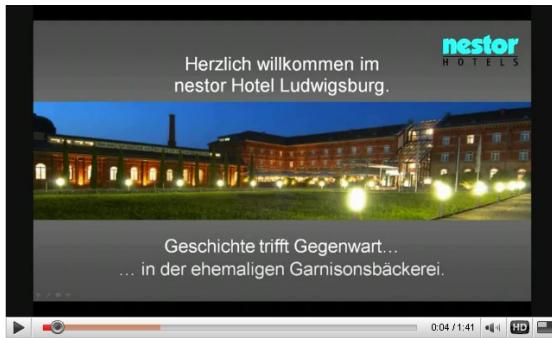 nestor
HOTELS
Herzlich willkommen im
nestor Hotel Ludwigsburg.
Geschichte trifft Gegenwart...
... in der ehemaligen Garnisonsbäckerei.
0:04 / 1:41
HD